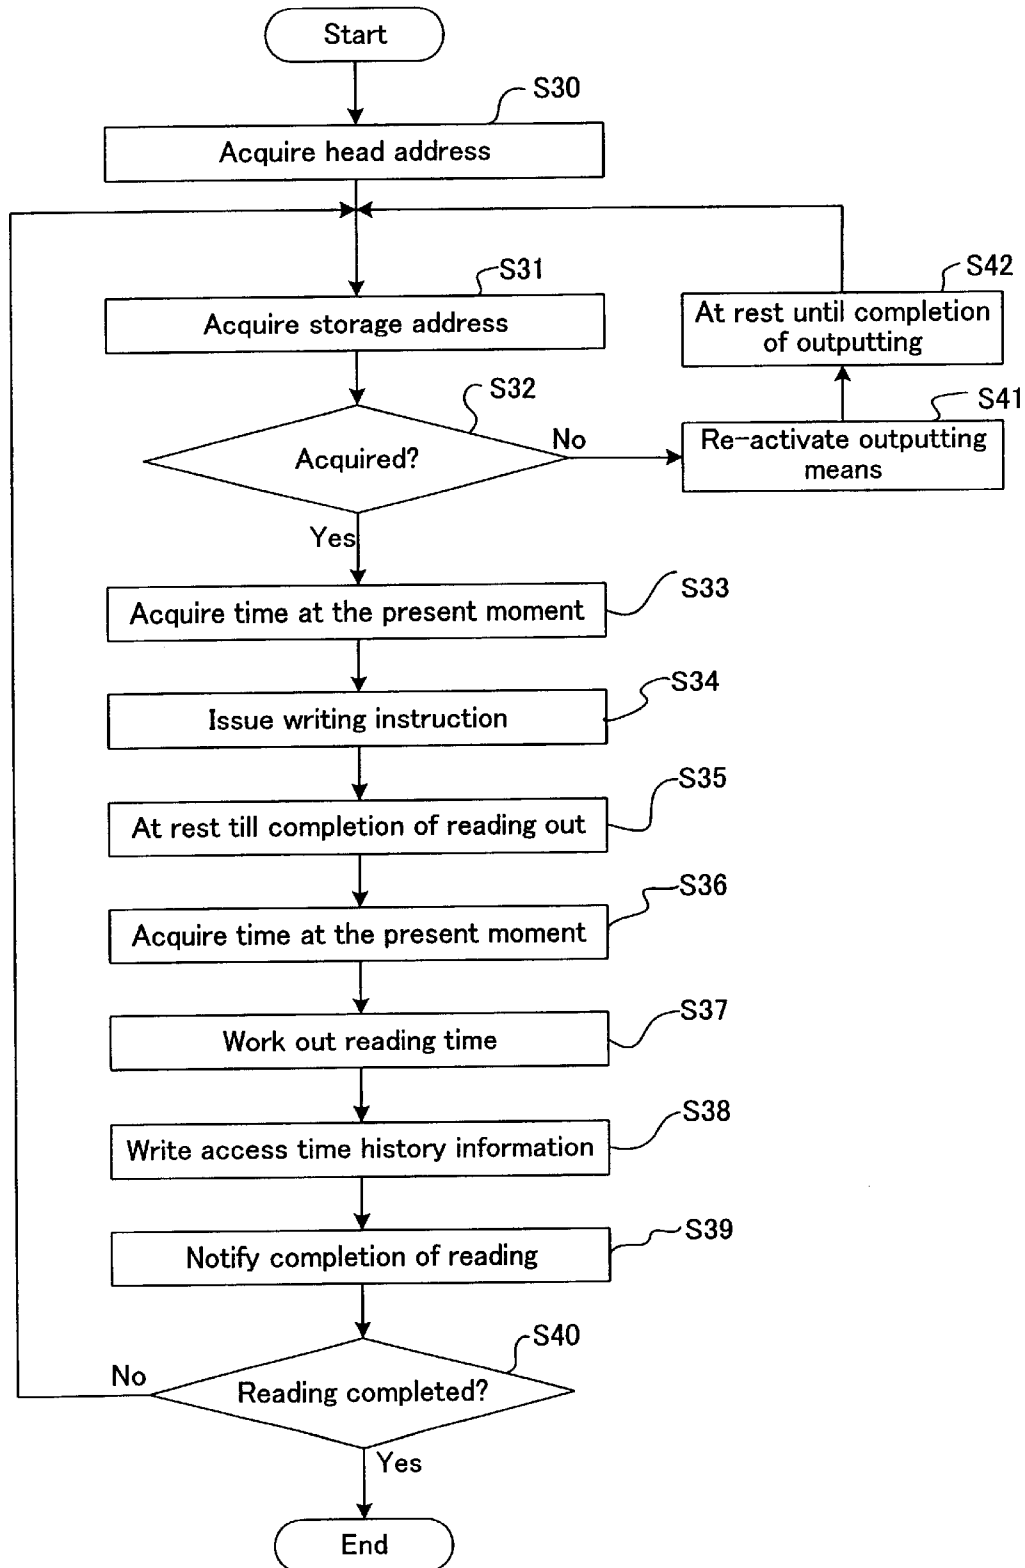 Start
S30
Acquire head address
S31
Acquire storage address
S42
At rest until completion
of outputting
S32
Acquired?
No
S41
Re-activate outputting
means
Yes
S33
Acquire time at the present moment
S34
Issue writing instruction
S35
At rest till completion of reading out
S36
Acquire time at the present moment
S37
Work out reading time
S38
Write access time history information
S39
Notify completion of reading
S40
No
Reading completed?
Yes
End